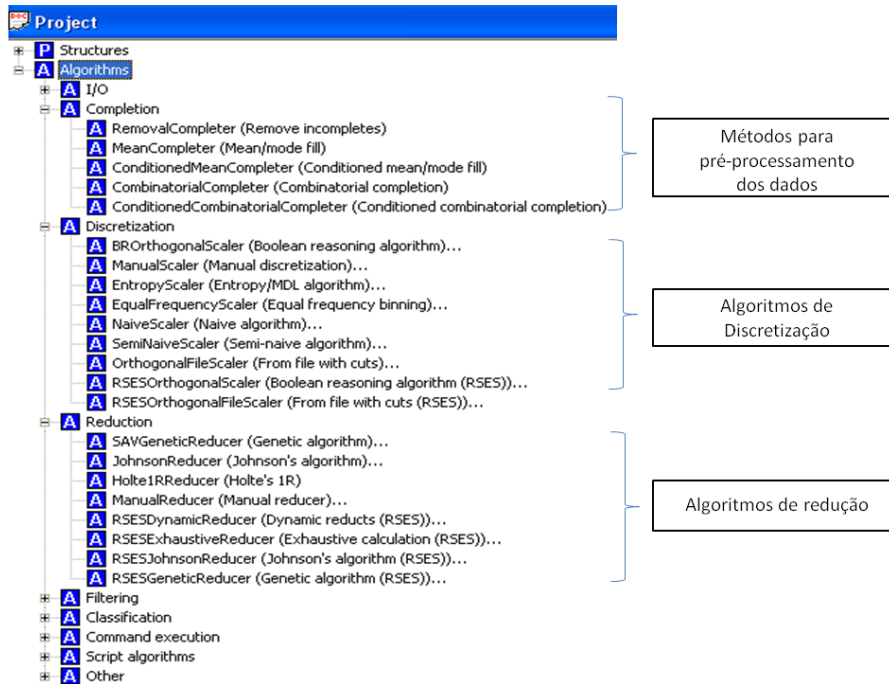 DOC
Project
P Structures
A Algorithms
A I/O
A Completion
A RemovalCompleter (Remove incompletes)
A MeanCompleter (Mean/mode fill)
A ConditionedMeanCompleter (Conditioned mean/mode fill)
A CombinatorialCompleter (Combinatorial completion)
A ConditionedCombinatorialCompleter (Conditioned combinatorial completion)
Métodos para
pré-processamento
dos dados
A Discretization
A BROrthogonalScaler (Boolean reasoning algorithm)...
A ManualScaler (Manual discretization)...
A EntropyScaler (Entropy/MDL algorithm)...
A EqualFrequencyScaler (Equal frequency binning)...
A NaiveScaler (Naive algorithm)...
A SemiNaiveScaler (Semi-naive algorithm)...
A OrthogonalFileScaler (From file with cuts)...
A RSESOrthogonalScaler (Boolean reasoning algorithm (RSES))...
A RSESOrthogonalFileScaler (From file with cuts (RSES))...
Algoritmos de
Discretização
A Reduction
A SAVGeneticReducer (Genetic algorithm)...
A JohnsonReducer (Johnson's algorithm)...
A Holte1RReducer (Holte's 1R)
A ManualReducer (Manual reducer)...
A RSESDynamicReducer (Dynamic reducts (RSES))...
A RSESExhaustiveReducer (Exhaustive calculation (RSES))...
A RSESJohnsonReducer (Johnson's algorithm (RSES))...
A RSESGeneticReducer (Genetic algorithm (RSES))...
Algoritmos de redução
A Filtering
A Classification
A Command execution
A Script algorithms
A Other